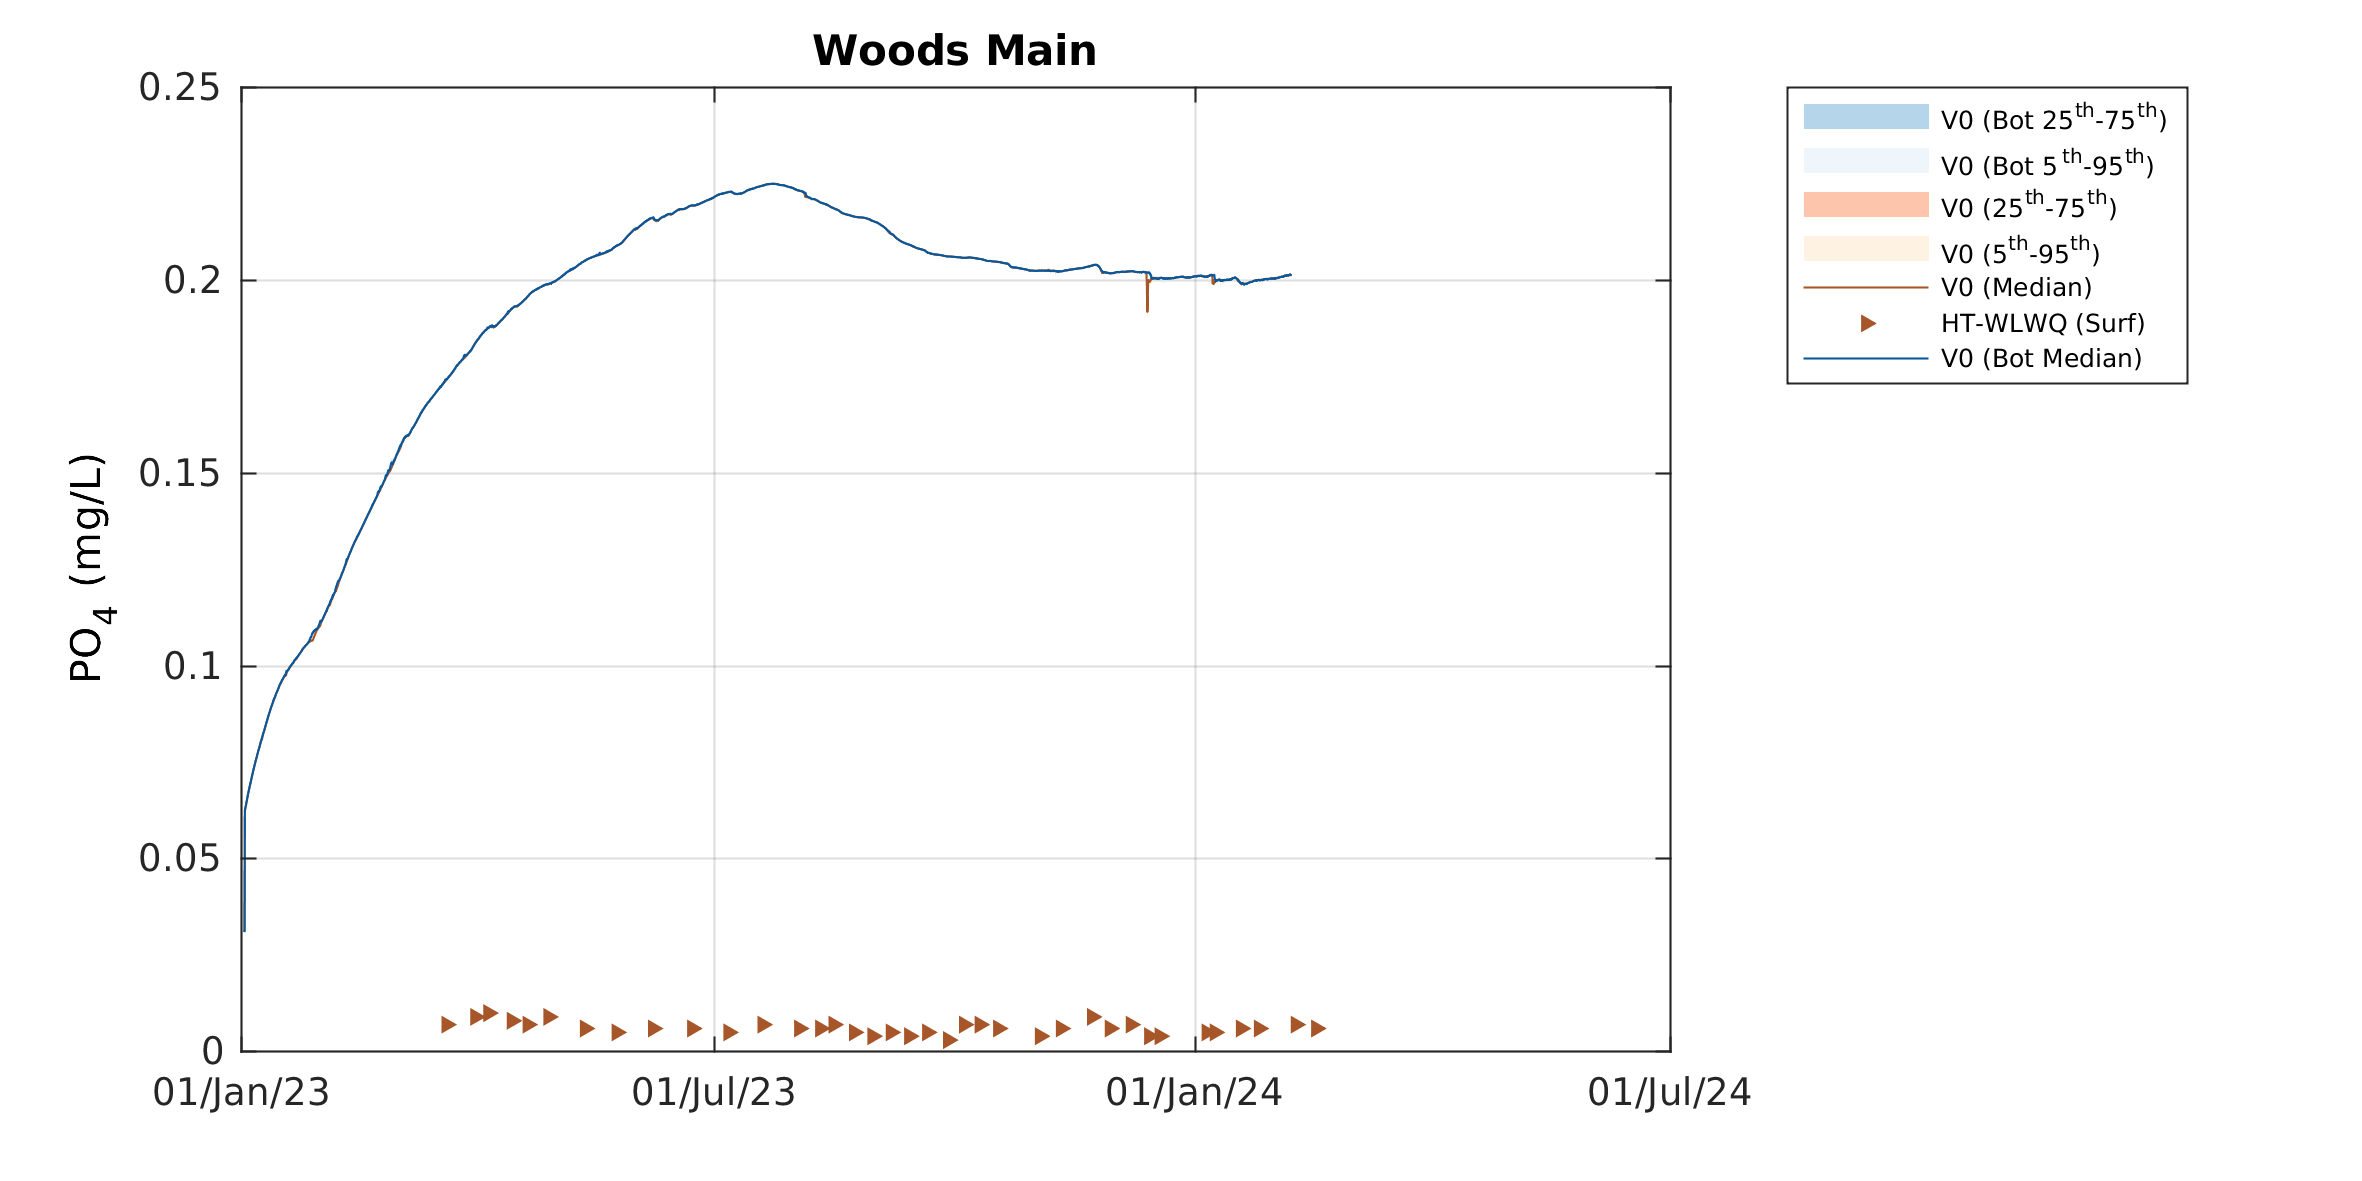 Woods Main
0.25
0.2
0.15
0.1
0.05
0
PO4 (mg/L)
01/Jan/23
01/Jul/23
01/Jan/24
01/Jul/24
V0 (Bot 25th-75th)
V0 (Bot 5th-95th)
V0 (25th-75th)
V0 (5th-95th)
V0 (Median)
HT-WLWQ (Surf)
V0 (Bot Median)